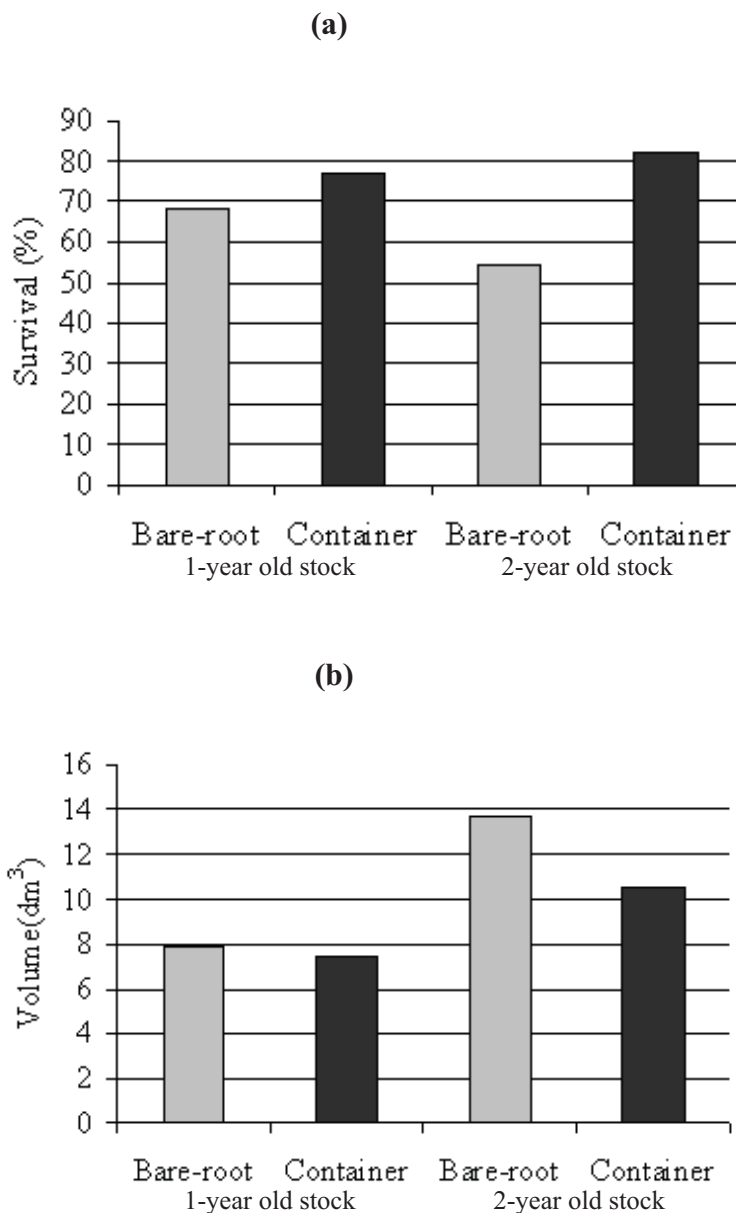 (a)
90
80
70
60
50
40
30
20
10
0
Survival (%)
Bare-root Container Bare-root Container
1-year old stock 2-year old stock
(b)
16
14
12
10
8
6
4
2
0
Volume(dm³)
Bare-root Container Bare-root Container
1-year old stock 2-year old stock